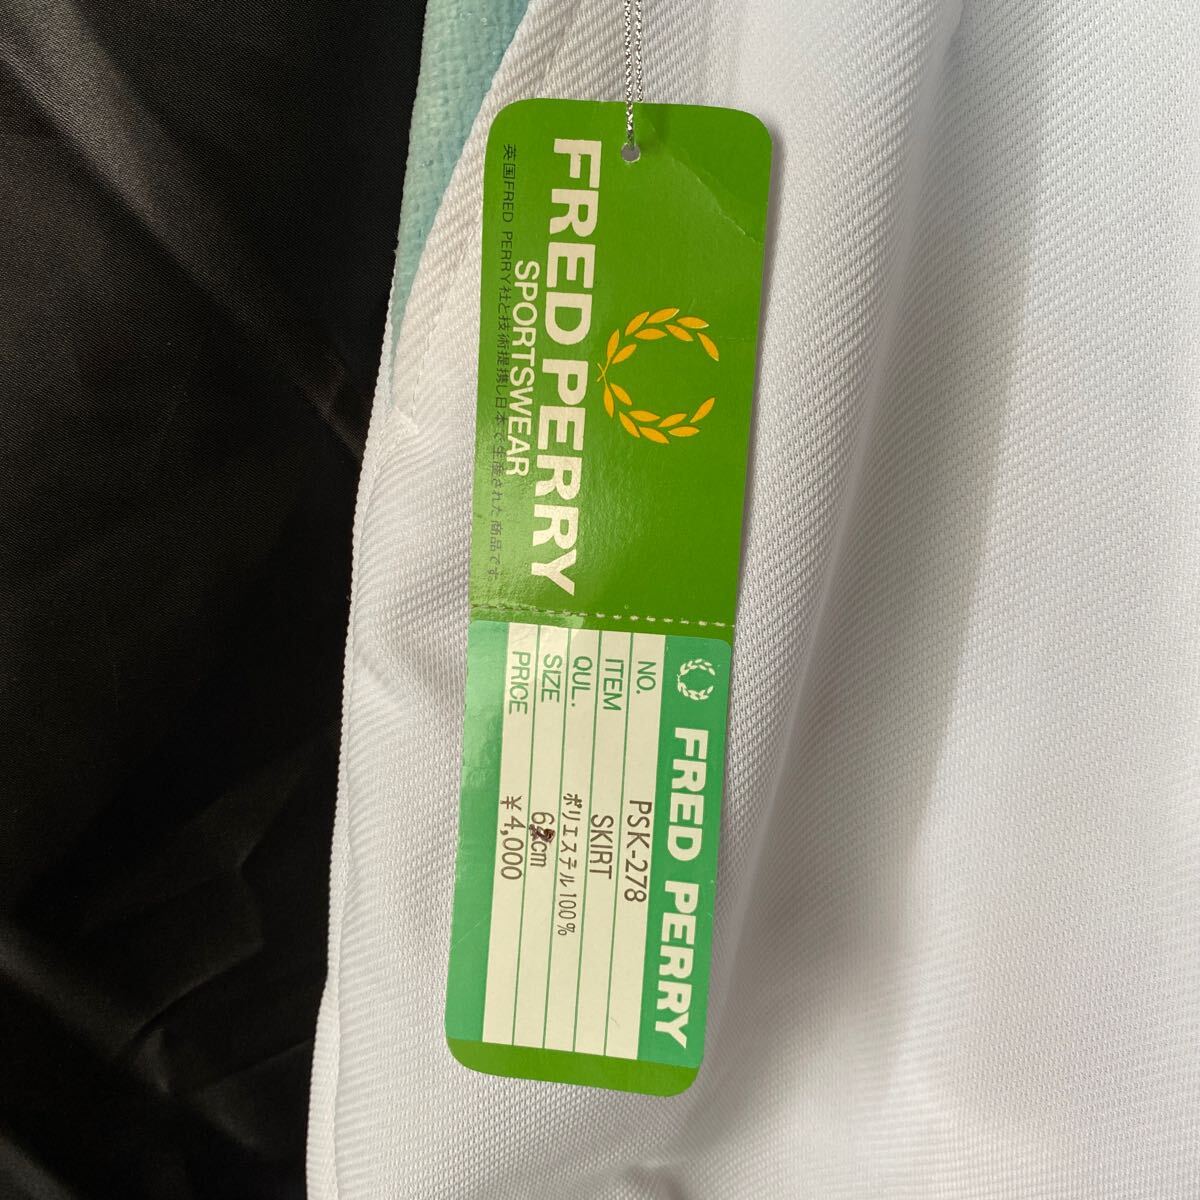 FRED PERRY
SPORTSWEAR
英国FRED PERRY社と技術提携し日本で生産された商品です。
FRED PERRY
NO. PSK-278
ITEM SKIRT
QUL. ポリエステル100%
SIZE cm
PRICE ¥4,000